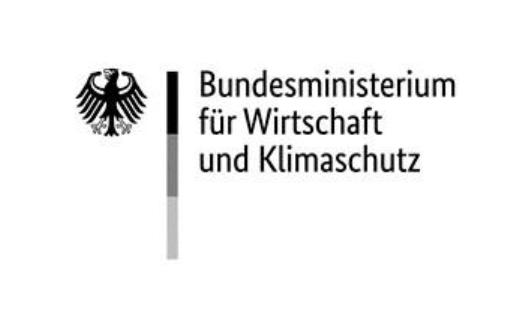 Bundesministerium
für Wirtschaft
und Klimaschutz